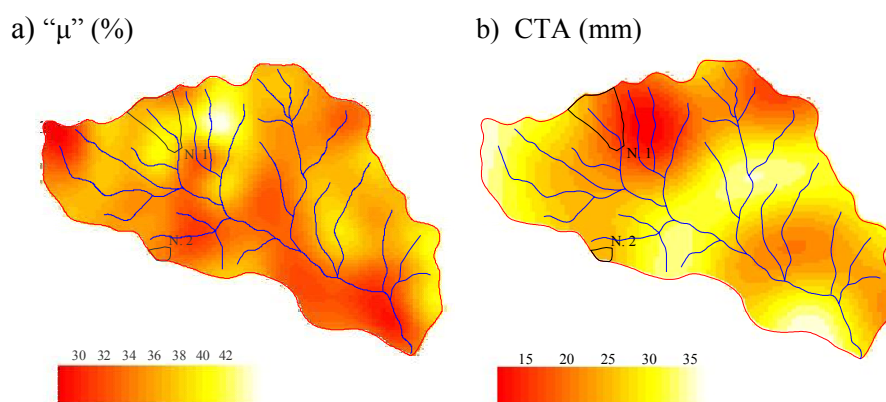 a) “μ” (%)
b) CTA (mm)
N. 1
N. 2
N. 1
N. 2
30 32 34 36 38 40 42
15 20 25 30 35